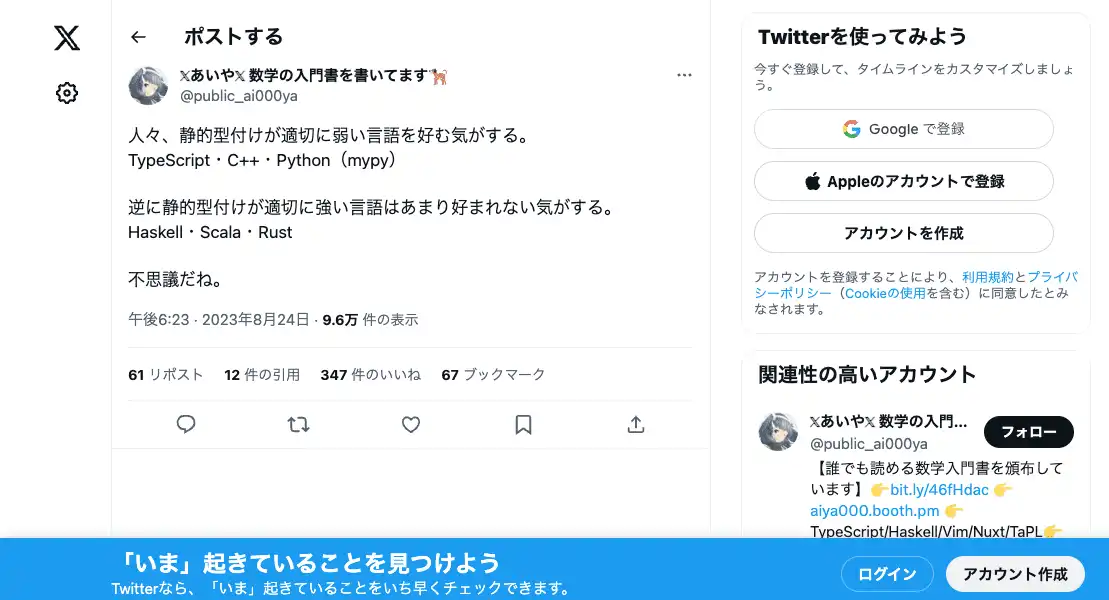 ポストする
𝕏あいや𝕏 数学の入門書を書いてます🐕
@public_ai000ya
人々、静的型付けが適切に弱い言語を好む気がする。
TypeScript・C++・Python（mypy）
逆に静的型付けが適切に強い言語はあまり好まれない気がする。
Haskell・Scala・Rust
不思議だね。
午後6:23 · 2023年8月24日 · 9.6万 件の表示
61 リポスト 12 件の引用 347 件のいいね 67 ブックマーク
Twitterを使ってみよう
今すぐ登録して、タイムラインをカスタマイズしましょ
う。
Google で登録
Appleのアカウントで登録
アカウントを作成
アカウントを登録することにより、利用規約とプライバ
シーポリシー（Cookieの使用を含む）に同意したとみ
なされます。
関連性の高いアカウント
𝕏あいや𝕏 数学の入門...
フォロー
@public_ai000ya
【誰でも読める数学入門書を頒布して
います】👉bit.ly/46fHdac 👉
aiya000.booth.pm 👉
TypeScript/Haskell/Vim/Nuxt/TaPL👉
「いま」起きていることを見つけよう
Twitterなら、「いま」起きていることをいち早くチェックできます。
ログイン
アカウント作成